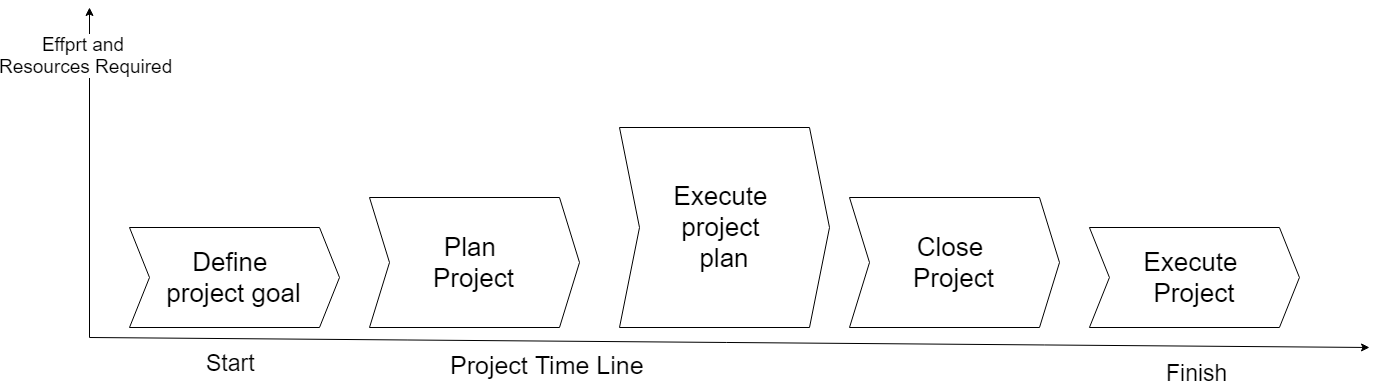 Effprt and
Resources Required
Define
project goal
Plan
Project
Execute
project
plan
Close
Project
Execute
Project
Start
Project Time Line
Finish